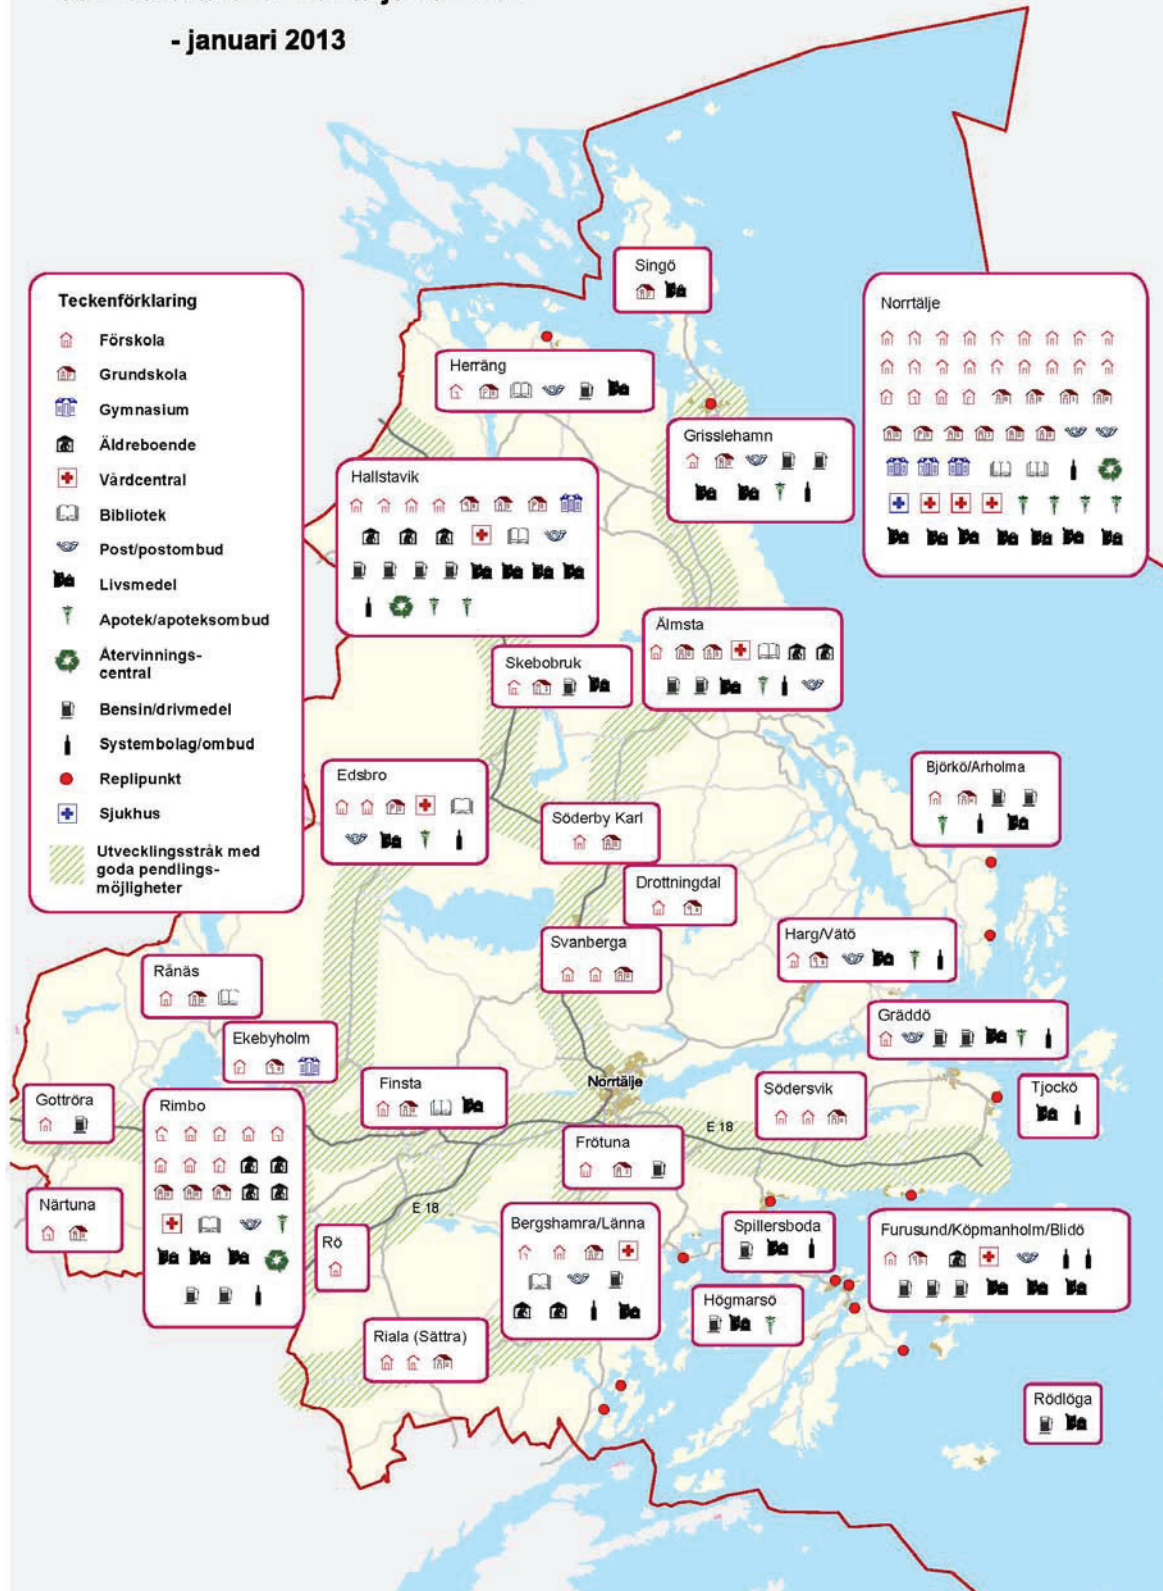 - januari 2013
Singö
Teckenförklaring
Förskola
Grundskola
Gymnasium
Äldreboende
Vårdcentral
Bibliotek
Post/postombud
Livsmedel
Apotek/apoteksombud
Återvinnings-
central
Bensin/drivmedel
Systembolag/ombud
Replipunkt
Sjukhus
Utvecklingsstråk med
goda pendlings-
möjligheter
Norrtälje
Herräng
Grisslehamn
Hallstavik
Älmsta
Skebobruk
Edsbro
Björkö/Arholma
Söderby Karl
Drottningdal
Svanberga
Harg/Vätö
Rånäs
Gräddö
Ekebyholm
Finsta
Norrtälje
Södersvik
Tjockö
Gottröra
Rimbo
E 18
Frötuna
Närtuna
E 18
Rö
Bergshamra/Länna
Spillersboda
Furusund/Köpmanholm/Blidö
Högmarsö
Riala (Sättra)
Rödlöga